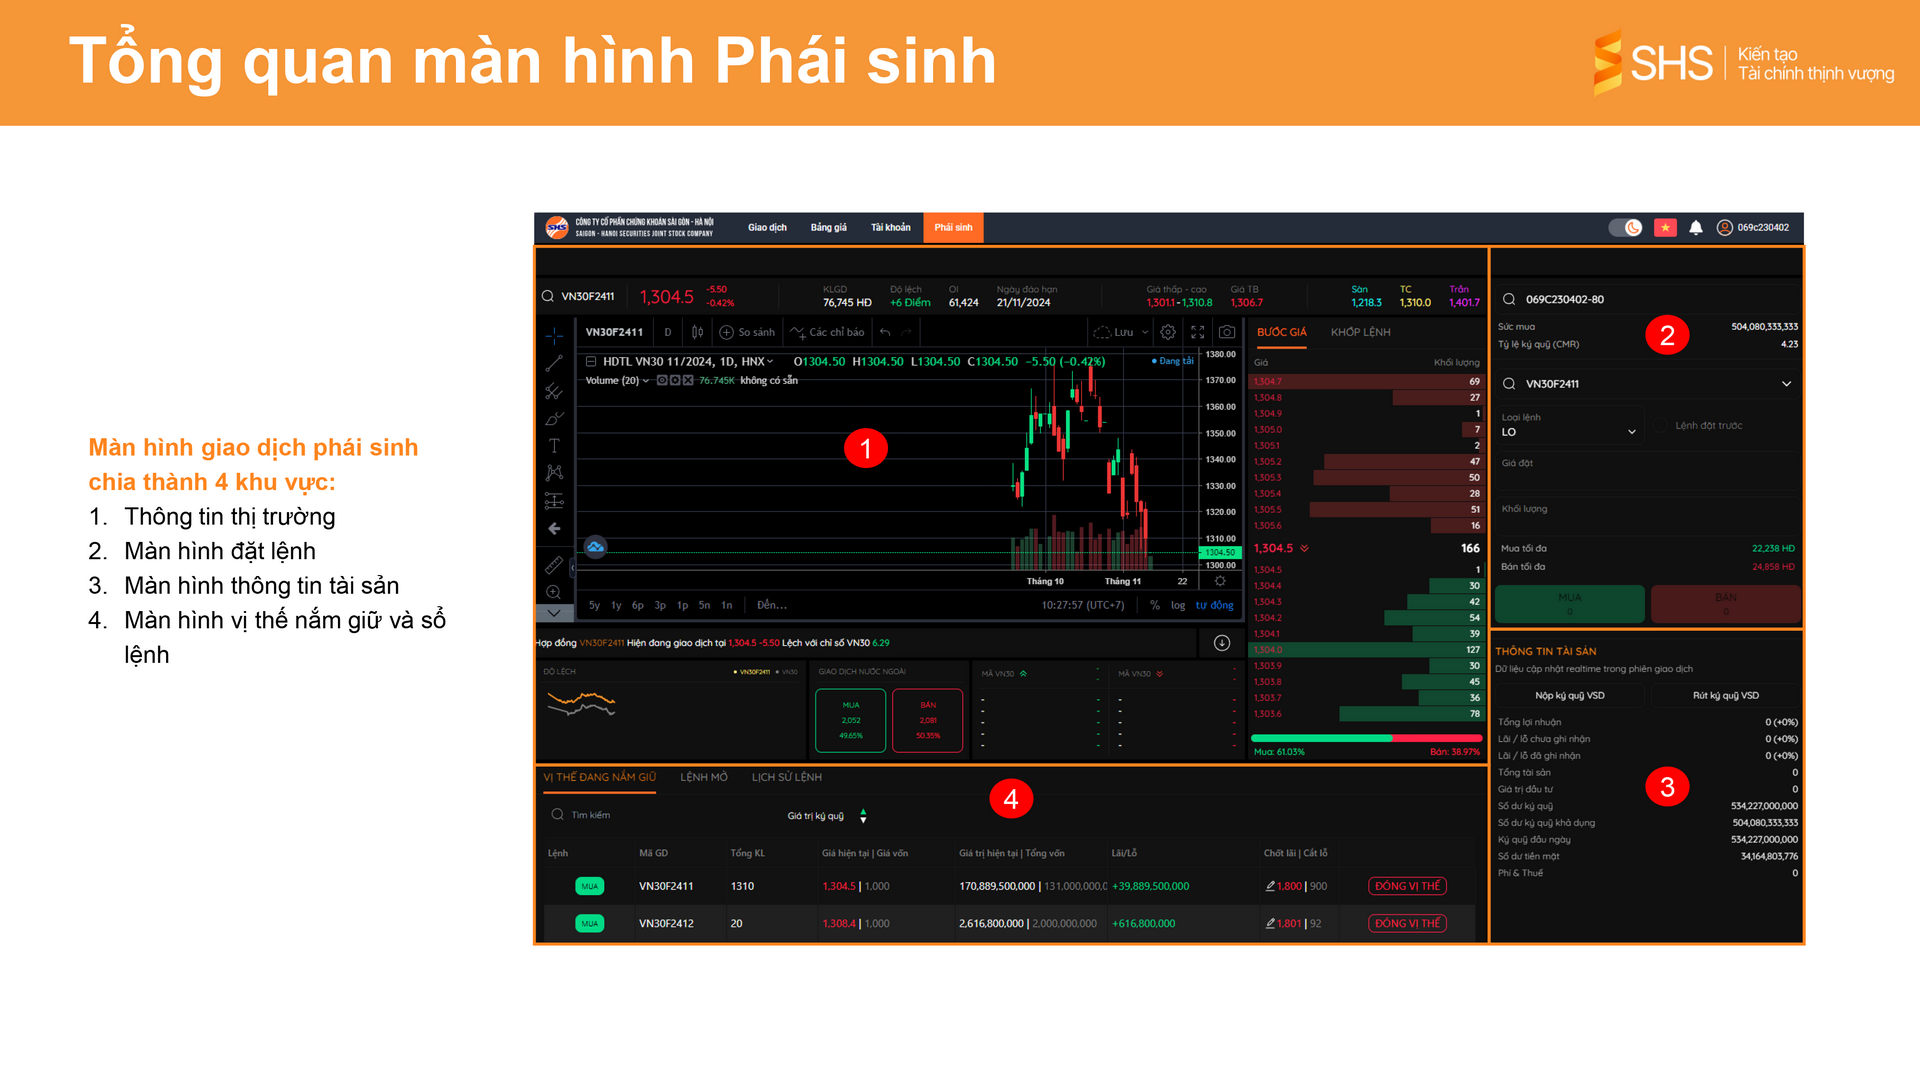 Tổng quan màn hình Phái sinh
SHS
Kiến tạo
Tài chính thịnh vượng
Màn hình giao dịch phái sinh
chia thành 4 khu vực:
1. Thông tin thị trường
2. Màn hình đặt lệnh
3. Màn hình thông tin tài sản
4. Màn hình vị thế nắm giữ và sổ
lệnh
SHS
CÔNG TY CỔ PHẦN CHỨNG KHOÁN SÀI GÒN - HÀ NỘI
SAIGON - HANOI SECURITIES JOINT STOCK COMPANY
Giao dịch Bảng giá Tài khoản Phái sinh
069c230402
VN30F2411
1,304.5
-5.50
-0.42%
KLGD
76,745 HĐ
Độ lệch
+6 Điểm
OI
61,424
Ngày đáo hạn
21/11/2024
Giá thấp - cao
1,301.1-1,310.8
Giá TB
1,306.7
Sàn
1,218.3
TC
1,310.0
Trần
1,401.7
VN30F2411 D So sánh Các chỉ báo Lưu
HDTL VN30 11/2024, 1D, HNX O1304.50 H1304.50 L1304.50 C1304.50 −5.50 (−0.42%)
Đang tải
Volume (20) 76.745K không có sẵn
1
1380.00
1370.00
1360.00
1350.00
1340.00
1330.00
1320.00
1310.00
1304.50
1300.00
Tháng 10 Tháng 11 22
5y 1y 6p 3p 1p 5n 1n Đến...
10:27:57 (UTC+7) % log tự động
BƯỚC GIÁ KHỚP LỆNH
Giá Khối lượng
1,304.7 69
1,304.8 27
1,304.9 1
1,305.0 7
1,305.1 2
1,305.2 47
1,305.3 50
1,305.4 28
1,305.5 51
1,305.6 16
1,304.5 166
1,304.5 1
1,304.4 30
1,304.3 42
1,304.2 54
1,304.1 39
1,304.0 127
1,303.9 30
1,303.8 45
1,303.7 36
1,303.6 78
Mua: 61.03% Bán: 38.97%
Hợp đồng VN30F2411 Hiện đang giao dịch tại 1,304.5 -5.50 Lệch với chỉ số VN30 6.29
ĐỘ LỆCH VN30F2411 VN30
GIAO DỊCH NƯỚC NGOÀI
MUA
2,052
49.65%
BÁN
2,081
50.35%
MÃ VN30
MÃ VN30
2
069C230402-80
Sức mua 504,080,333,333
Tỷ lệ ký quỹ (CMR) 4.23
VN30F2411
Loại lệnh
LO
Lệnh đặt trước
Giá đặt
Khối lượng
Mua tối đa 22,238 HĐ
Bán tối đa 24,858 HĐ
MUA
0
BÁN
0
3
THÔNG TIN TÀI SẢN
Dữ liệu cập nhật realtime trong phiên giao dịch
Nộp ký quỹ VSD Rút ký quỹ VSD
Tổng lợi nhuận 0 (+0%)
Lãi / lỗ chưa ghi nhận 0 (+0%)
Lãi / lỗ đã ghi nhận 0 (+0%)
Tổng tài sản 0
Giá trị đầu tư 0
Số dư ký quỹ 534,227,000,000
Số dư ký quỹ khả dụng 504,080,333,333
Ký quỹ đầu ngày 534,227,000,000
Số dư tiền mặt 34,164,803,776
Phí & Thuế 0
4
VỊ THẾ ĐANG NẮM GIỮ LỆNH MỞ LỊCH SỬ LỆNH
Tìm kiếm
Giá trị ký quỹ
Lệnh Mã GD Tổng KL Giá hiện tại | Giá vốn Giá trị hiện tại | Tổng vốn Lãi/Lỗ Chốt lãi | Cắt lỗ
MUA VN30F2411 1310 1,304.5 | 1,000 170,889,500,000 | 131,000,000,0 +39,889,500,000 1,800 | 900 ĐÓNG VỊ THẾ
MUA VN30F2412 20 1,308.4 | 1,000 2,616,800,000 | 2,000,000,000 +616,800,000 1,801 | 92 ĐÓNG VỊ THẾ